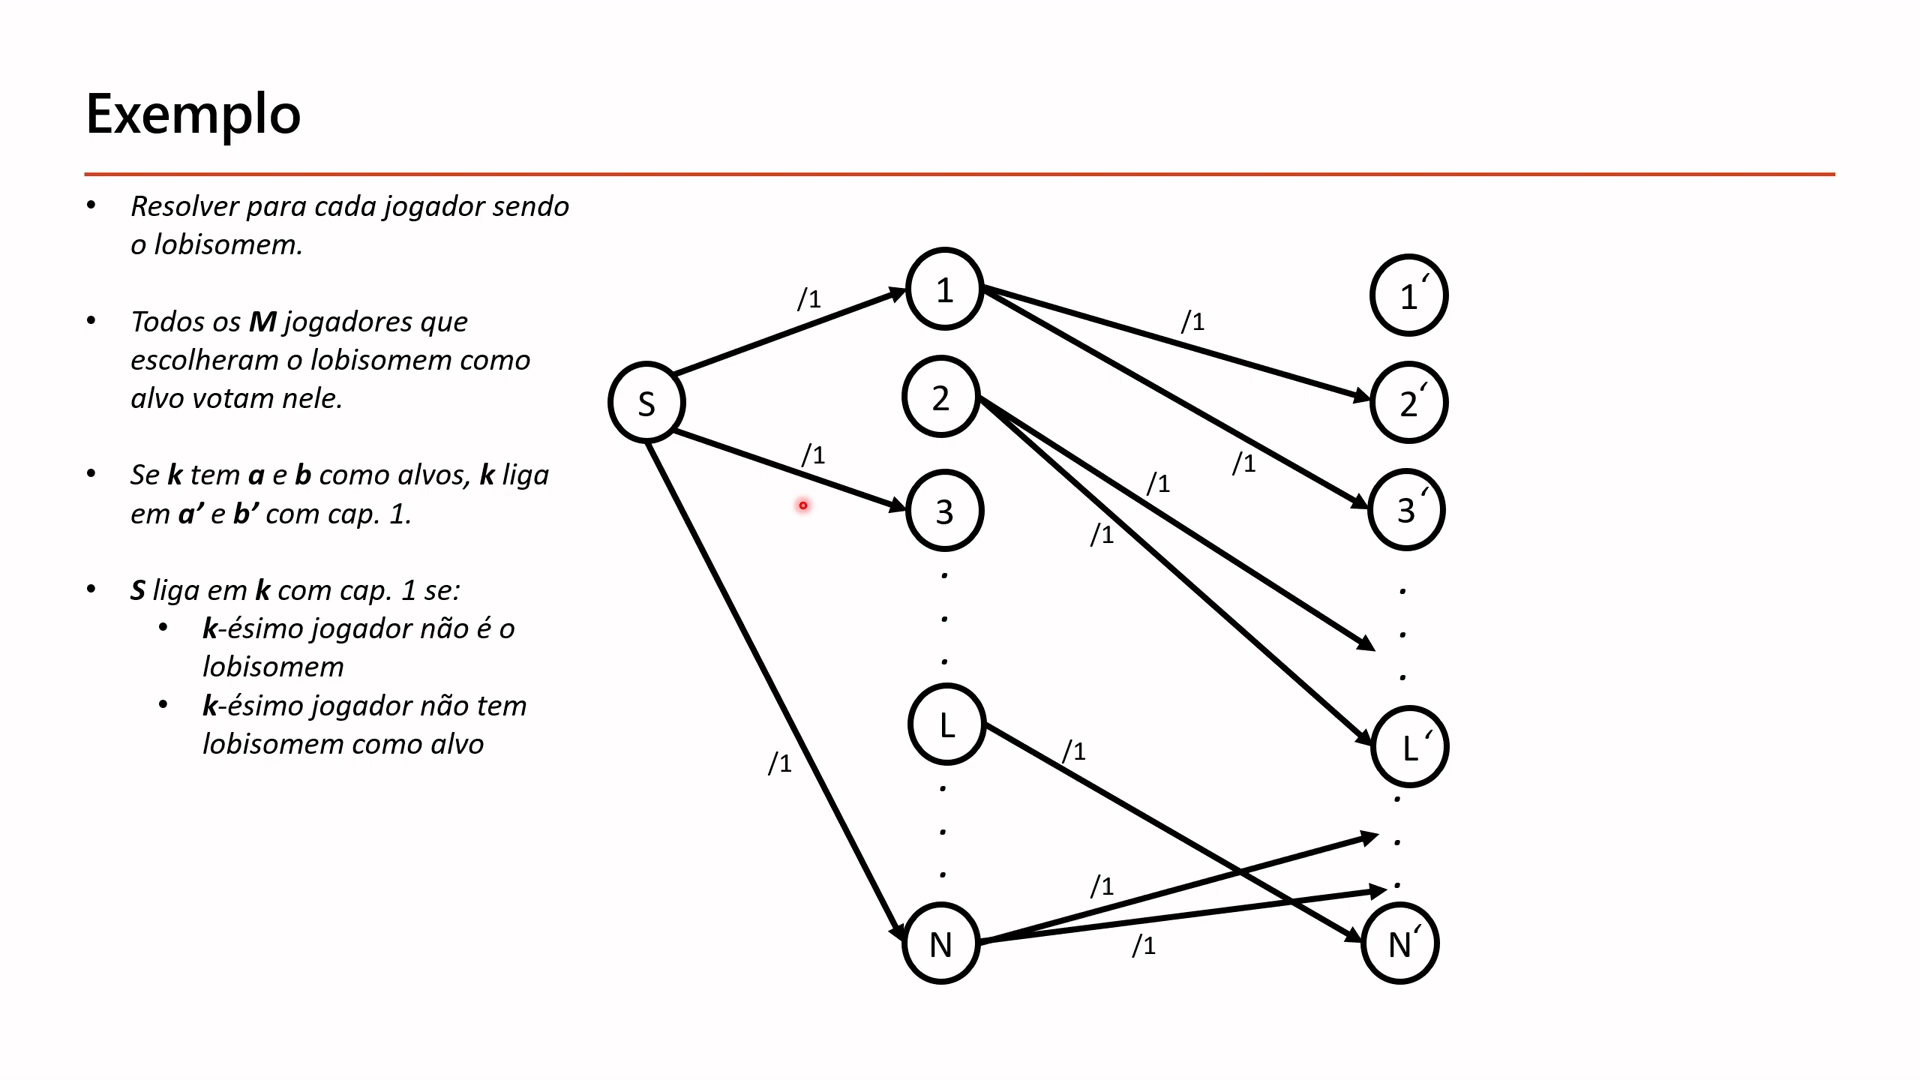 Exemplo
• Resolver para cada jogador sendo
o lobisomem.
• Todos os M jogadores que
escolheram o lobisomem como
alvo votam nele.
• Se k tem a e b como alvos, k liga
em a’ e b’ com cap. 1.
• S liga em k com cap. 1 se:
• k-ésimo jogador não é o
lobisomem
• k-ésimo jogador não tem
lobisomem como alvo
S
/1
/1
/1
1
2
3
.
.
.
L
.
.
.
N
/1
/1
/1
/1
/1
/1
/1
1‘
2‘
3‘
.
.
.
L‘
.
.
.
N‘